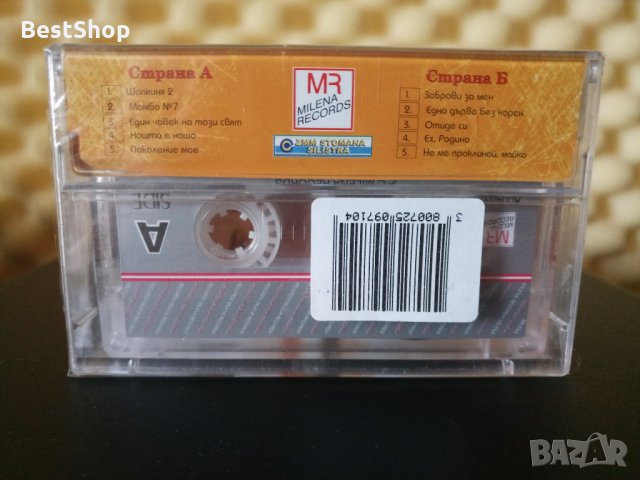 BestShop
Страна А
1. Шопкиня 2
2. Мамбо №7
3. Един човек на този свят
4. Нощта е наша
5. Поколение мое
MR
MILENA
RECORDS
ZMM STOMANA
SILISTRA
Страна Б
1. Забрави за мен
2. Едно дърво без корен
3. Отиде си
4. Ех, Родино
5. Не ме проклинай, майко
A
SIDE
3 800725 097104
MR
BAZAR